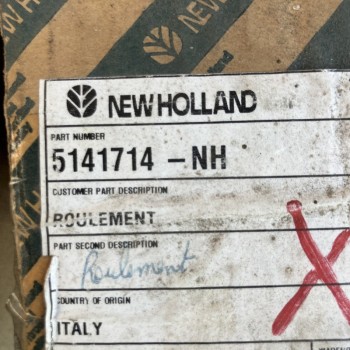 NEW HOLLAND
PART NUMBER
5141714 -NH
CUSTOMER PART DESCRIPTION
ROULEMENT
PART SECOND DESCRIPTION
Roulement
COUNTRY OF ORIGIN
ITALY